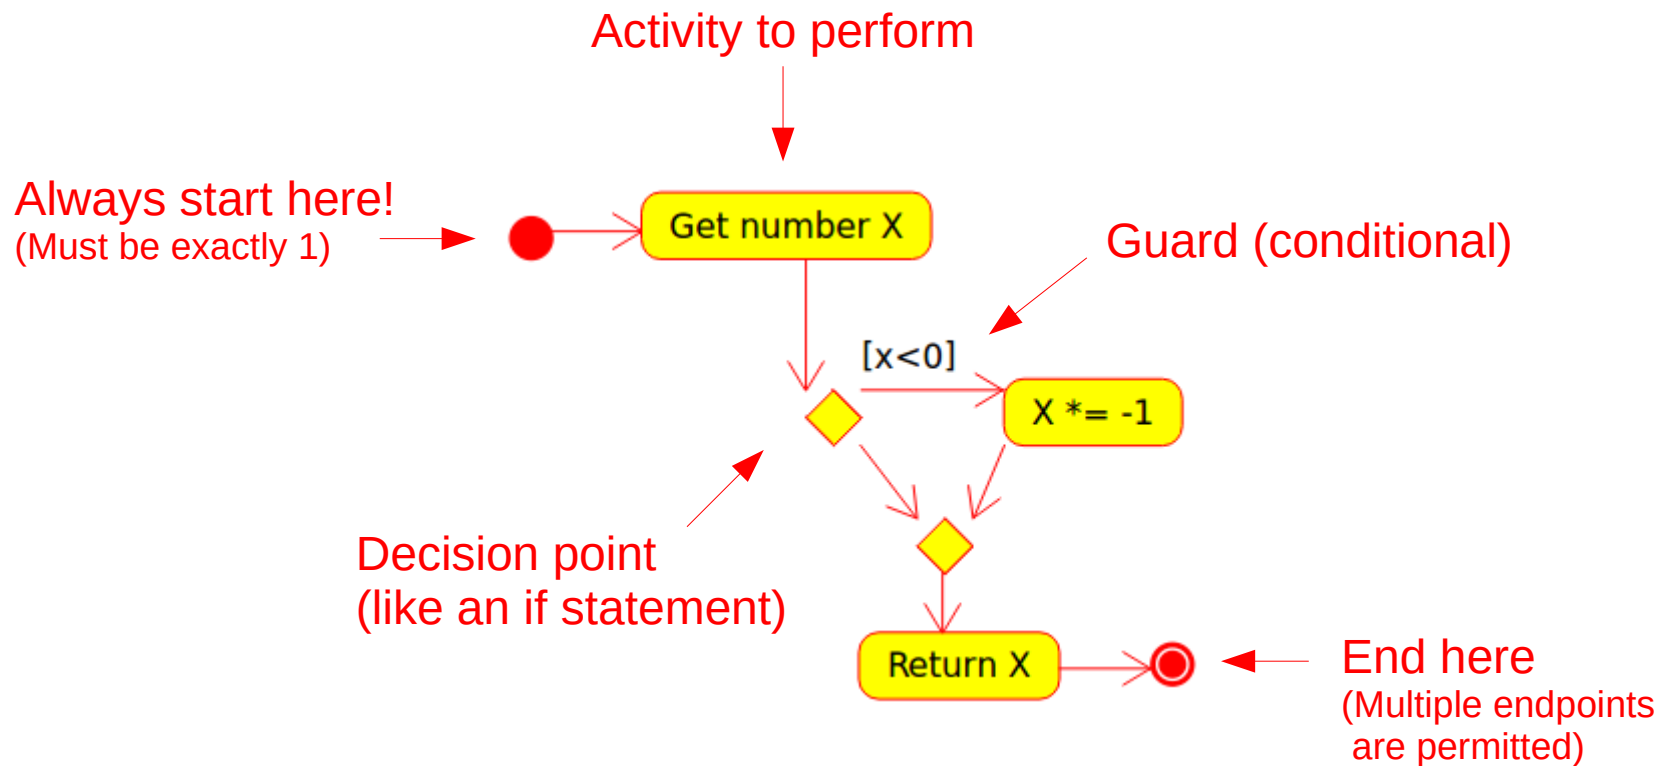 Activity to perform
Always start here!
(Must be exactly 1)
Get number X
Guard (conditional)
[x<0]
X *= -1
Decision point
(like an if statement)
Return X
End here
(Multiple endpoints
are permitted)